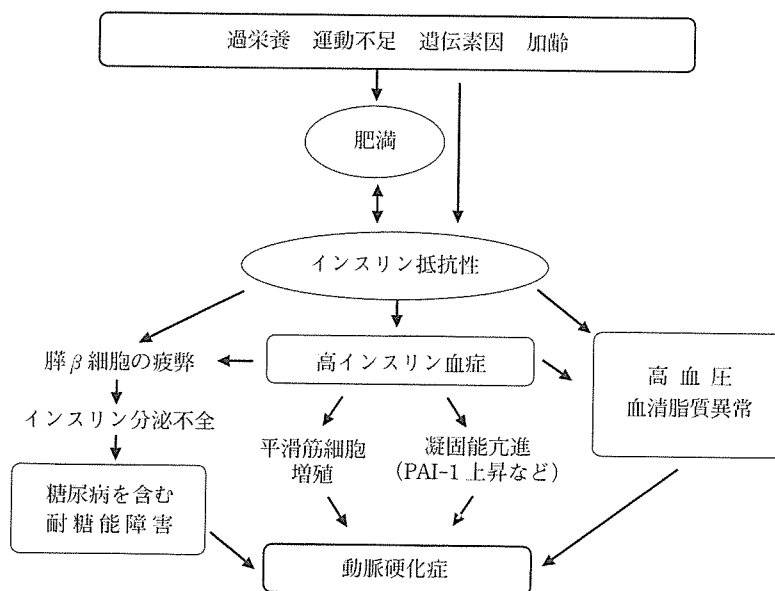 過栄養　運動不足　遺伝素因　加齢
肥満
インスリン抵抗性
膵β細胞の疲弊
高インスリン血症
高血圧
血清脂質異常
インスリン分泌不全
平滑筋細胞
増殖
凝固能亢進
(PAI-1 上昇など)
糖尿病を含む
耐糖能障害
動脈硬化症